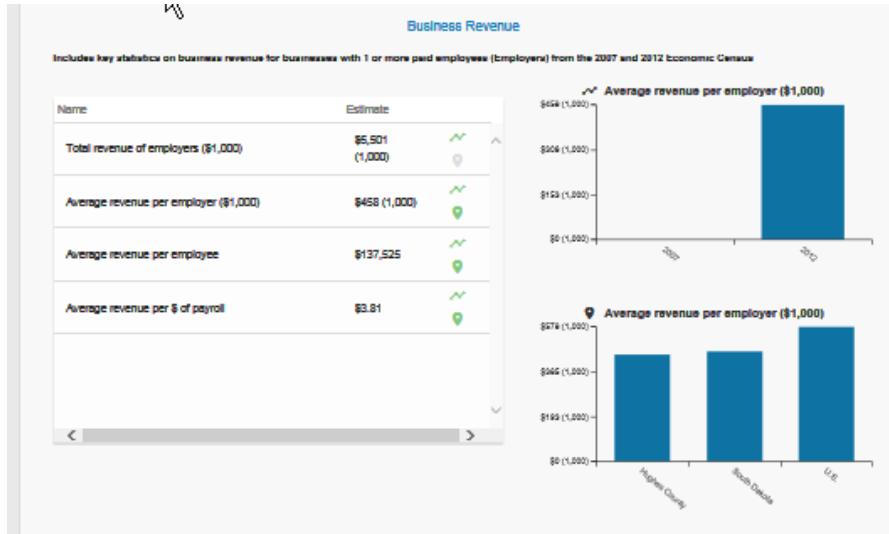 Business Revenue
Includes key statistics on business revenue for businesses with 1 or more paid employees (Employers) from the 2007 and 2012 Economic Census
Name Estimate
Total revenue of employers ($1,000) $5,501
(1,000)
Average revenue per employer ($1,000) $458 (1,000)
Average revenue per employee $137,525
Average revenue per $ of payroll $3.81
Average revenue per employer ($1,000)
$458 (1,000)
$306 (1,000)
$153 (1,000)
$0 (1,000)
2007
2012
Average revenue per employer ($1,000)
(1,000)
(1,000)
$193 (1,000)
$0 (1,000)
Hughes County
South Dakota
U.S.